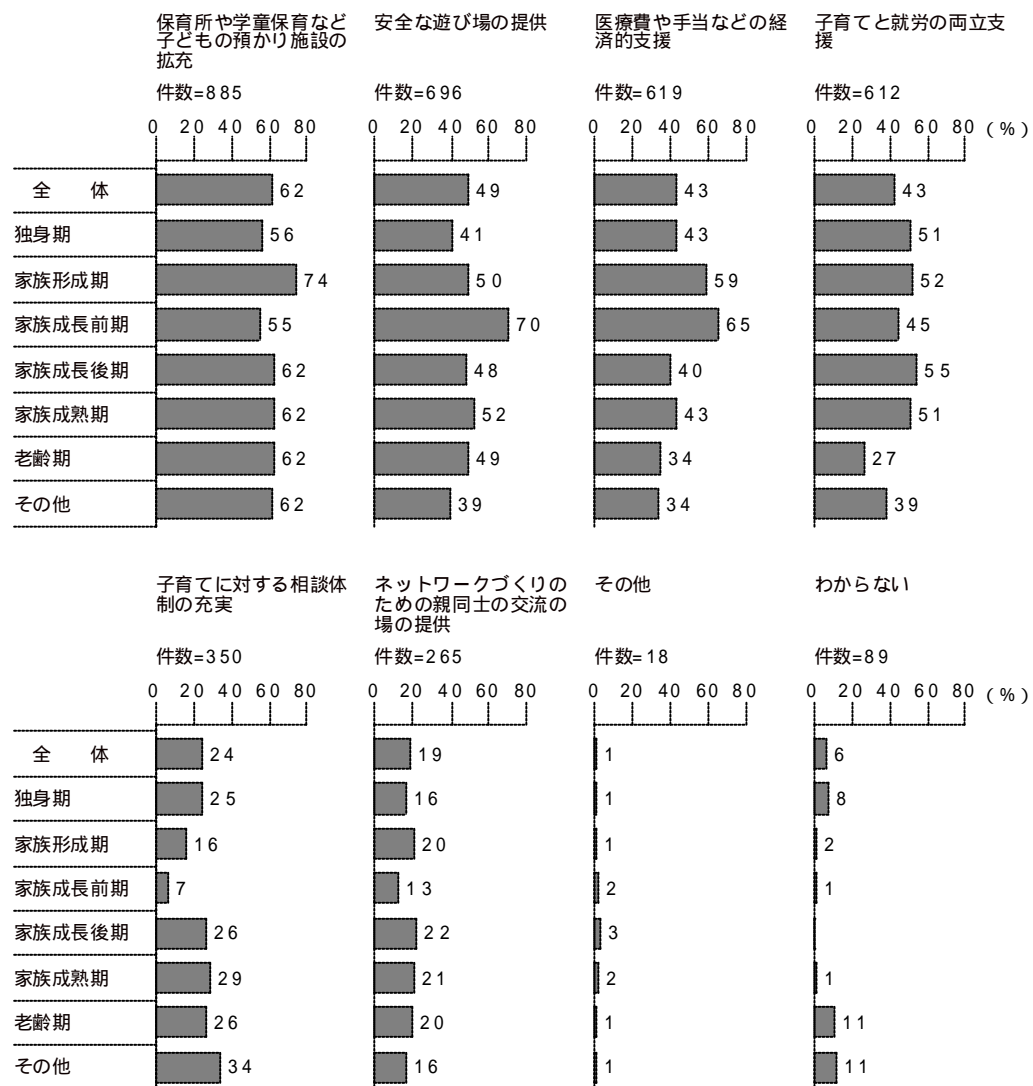 保育所や学童保育など
子どもの預かり施設の
拡充
安全な遊び場の提供
医療費や手当などの経
済的支援
子育てと就労の両立支
援
件数=885
件数=696
件数=619
件数=612
0 20 40 60 80
0 20 40 60 80
0 20 40 60 80
0 20 40 60 80 (%)
全 体 62 49 43 43
独身期 56 41 43 51
家族形成期 74 50 59 52
家族成長前期 55 70 65 45
家族成長後期 62 48 40 55
家族成熟期 62 52 43 51
老齢期 62 49 34 27
その他 62 39 34 39
子育てに対する相談体
制の充実
ネットワークづくりの
ための親同士の交流の
場の提供
その他
わからない
件数=350
件数=265
件数=18
件数=89
0 20 40 60 80
0 20 40 60 80
0 20 40 60 80
0 20 40 60 80 (%)
全 体 24 19 1 6
独身期 25 16 1 8
家族形成期 16 20 1 2
家族成長前期 7 13 2 1
家族成長後期 26 22 3
家族成熟期 29 21 2 1
老齢期 26 20 1 11
その他 34 16 1 11